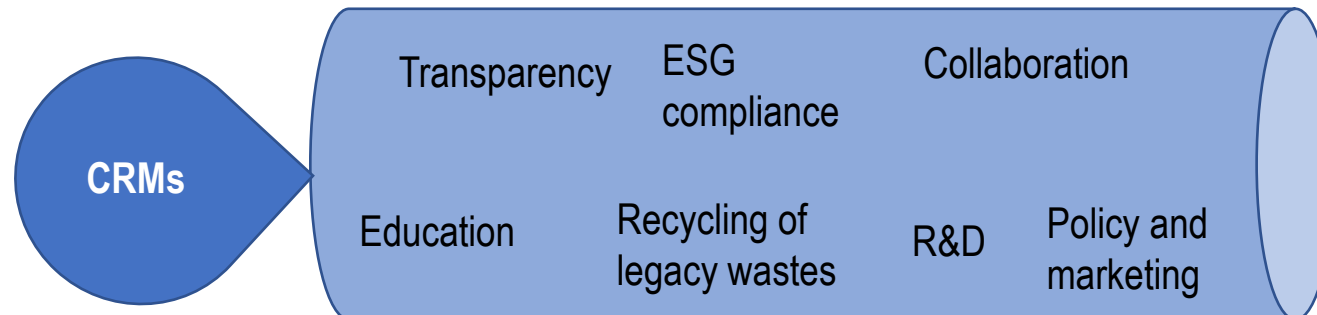 CRMs
Transparency
ESG
compliance
Collaboration
Education
Recycling of
legacy wastes
R&D
Policy and
marketing